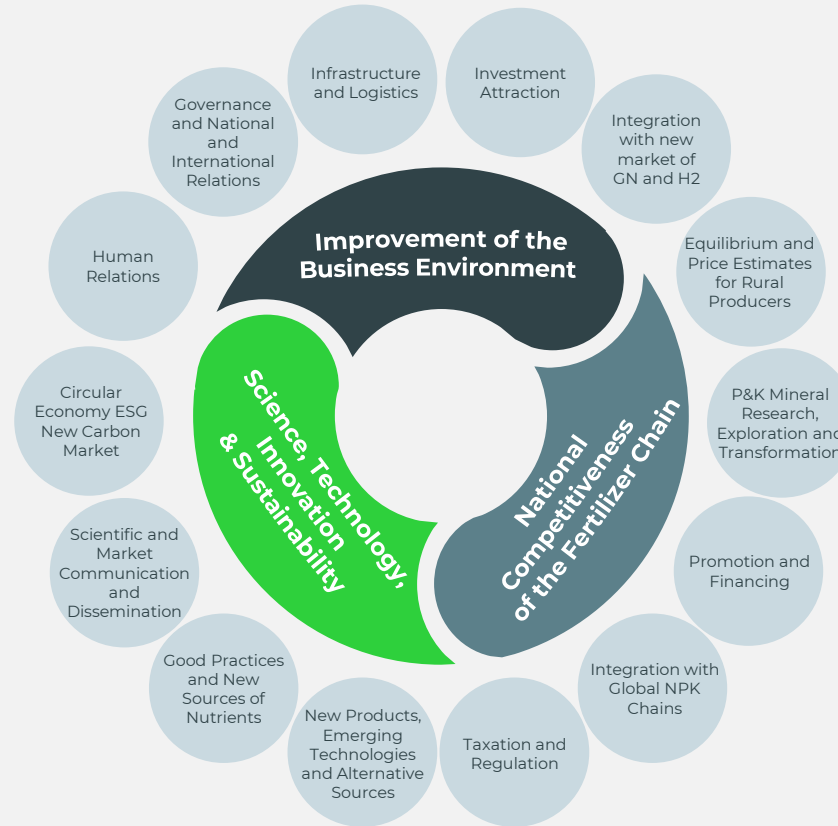 Infrastructure
and Logistics
Investment
Attraction
Governance
and National
and
International
Relations
Integration
with new
market of
GN and H2
Human
Relations
Improvement of the
Business Environment
Equilibrium and
Price Estimates
for Rural
Producers
Circular
Economy ESG
New Carbon
Market
Science, Technology,
Innovation
& Sustainability
National
Competitiveness
of the Fertilizer Chain
P&K Mineral
Research,
Exploration and
Transformation
Scientific and
Market
Communication
and
Dissemination
Promotion and
Financing
Good Practices
and New
Sources of
Nutrients
Integration with
Global NPK
Chains
New Products,
Emerging
Technologies
and Alternative
Sources
Taxation and
Regulation